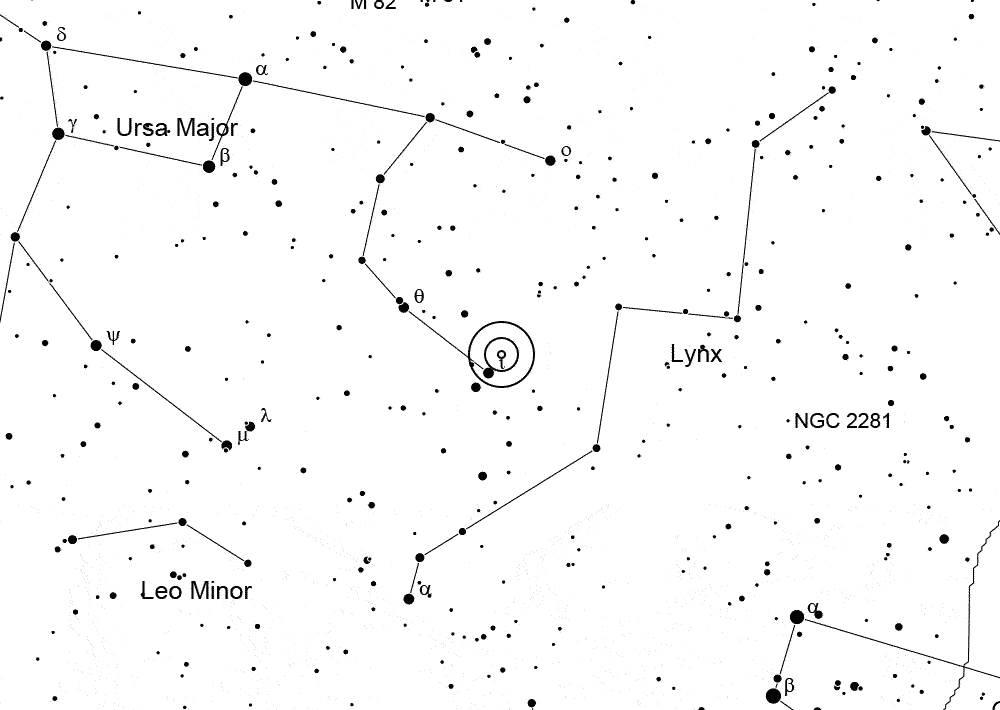 M 82
δ
α
γ
Ursa Major
β
ο
θ
ι
Lynx
ψ
λ
μ
NGC 2281
Leo Minor
α
α
β